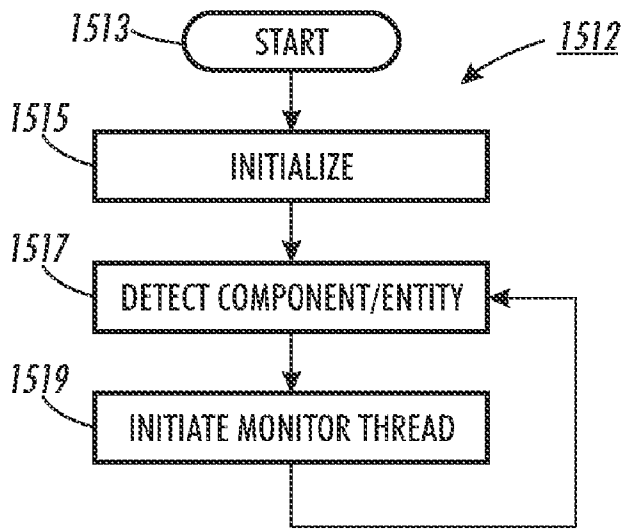 1513
START
1512
1515
INITIALIZE
1517
DETECT COMPONENT/ENTITY
1519
INITIATE MONITOR THREAD